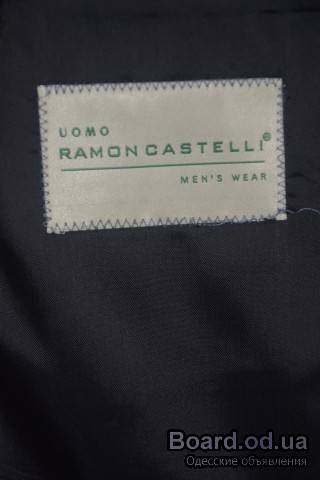 UOMO
RAMON CASTELLI®
MEN'S WEAR
Board.od.ua
Одесские объявления